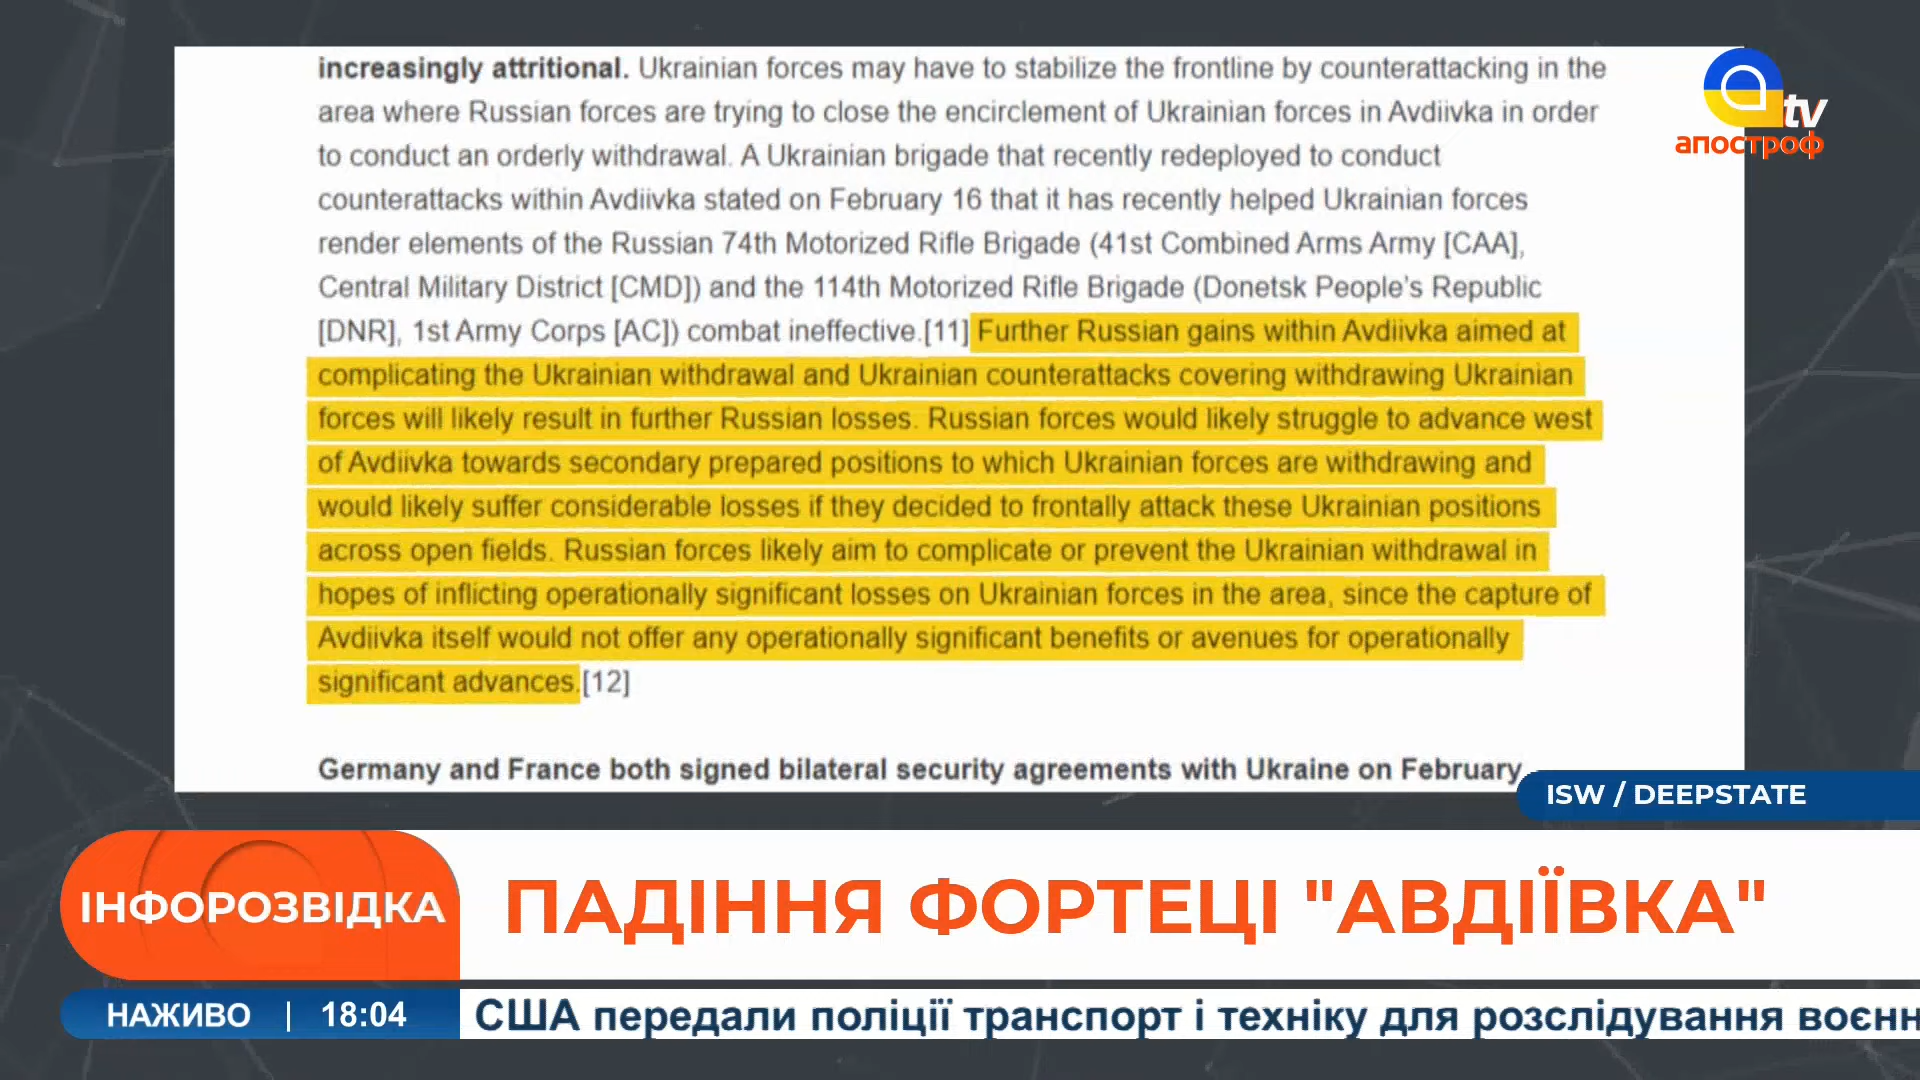 increasingly attritional. Ukrainian forces may have to stabilize the frontline by counterattacking in the
area where Russian forces are trying to close the encirclement of Ukrainian forces in Avdiivka in order
to conduct an orderly withdrawal. A Ukrainian brigade that recently redeployed to conduct
counterattacks within Avdiivka stated on February 16 that it has recently helped Ukrainian forces
render elements of the Russian 74th Motorized Rifle Brigade (41st Combined Arms Army [CAA],
Central Military District [CMD]) and the 114th Motorized Rifle Brigade (Donetsk People's Republic
[DNR], 1st Army Corps [AC]) combat ineffective.[11] Further Russian gains within Avdiivka aimed at
complicating the Ukrainian withdrawal and Ukrainian counterattacks covering withdrawing Ukrainian
forces will likely result in further Russian losses. Russian forces would likely struggle to advance west
of Avdiivka towards secondary prepared positions to which Ukrainian forces are withdrawing and
would likely suffer considerable losses if they decided to frontally attack these Ukrainian positions
across open fields. Russian forces likely aim to complicate or prevent the Ukrainian withdrawal in
hopes of inflicting operationally significant losses on Ukrainian forces in the area, since the capture of
Avdiivka itself would not offer any operationally significant benefits or avenues for operationally
significant advances.[12]
Germany and France both signed bilateral security agreements with Ukraine on February
tv
апостроф
ISW / DEEPSTATE
ІНФОРОЗВІДКА
ПАДІННЯ ФОРТЕЦІ "АВДІЇВКА"
НАЖИВО | 18:04
США передали поліції транспорт і техніку для розслідування воєнн